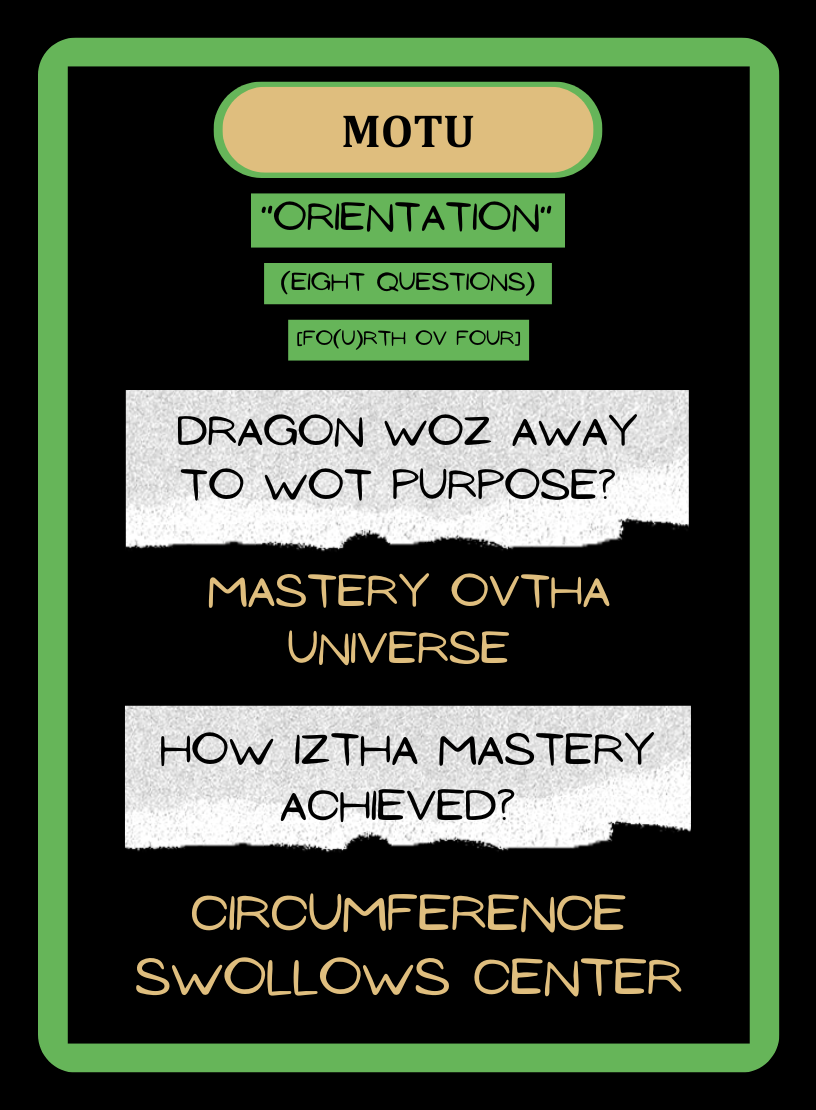 MOTU
"ORIENTATION"
(EIGHT QUESTIONS)
[FO(U)RTH OV FOUR]
DRAGON WOZ AWAY
TO WOT PURPOSE?
MASTERY OVTHA
UNIVERSE
HOW IZTHA MASTERY
ACHIEVED?
CIRCUMFERENCE
SWOLLOWS CENTER